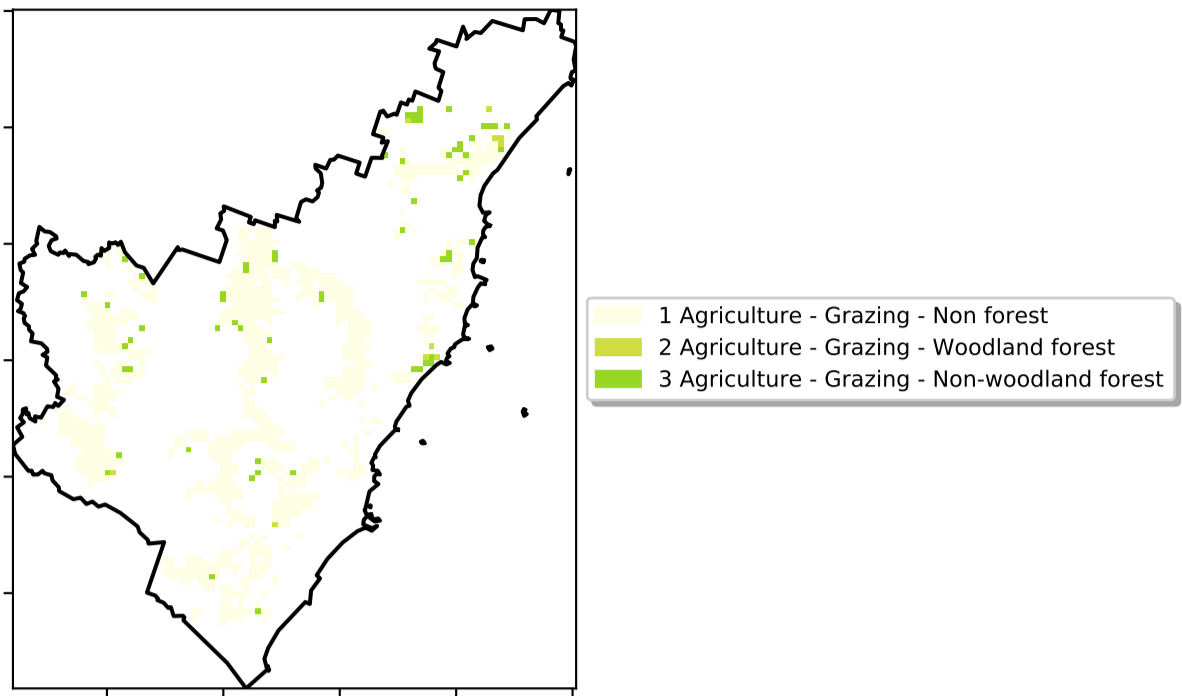 1 Agriculture - Grazing - Non forest
2 Agriculture - Grazing - Woodland forest
3 Agriculture - Grazing - Non-woodland forest